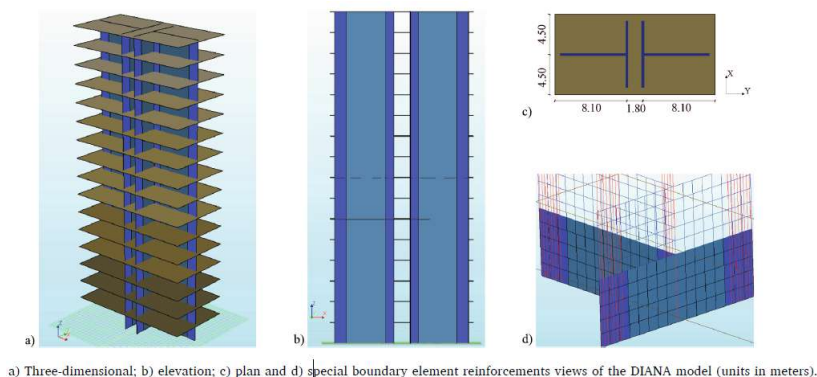 4.50
4.50
X
Y
c)
8.10 1.80 8.10
a)
b)
d)
a) Three-dimensional; b) elevation; c) plan and d) special boundary element reinforcements views of the DIANA model (units in meters).